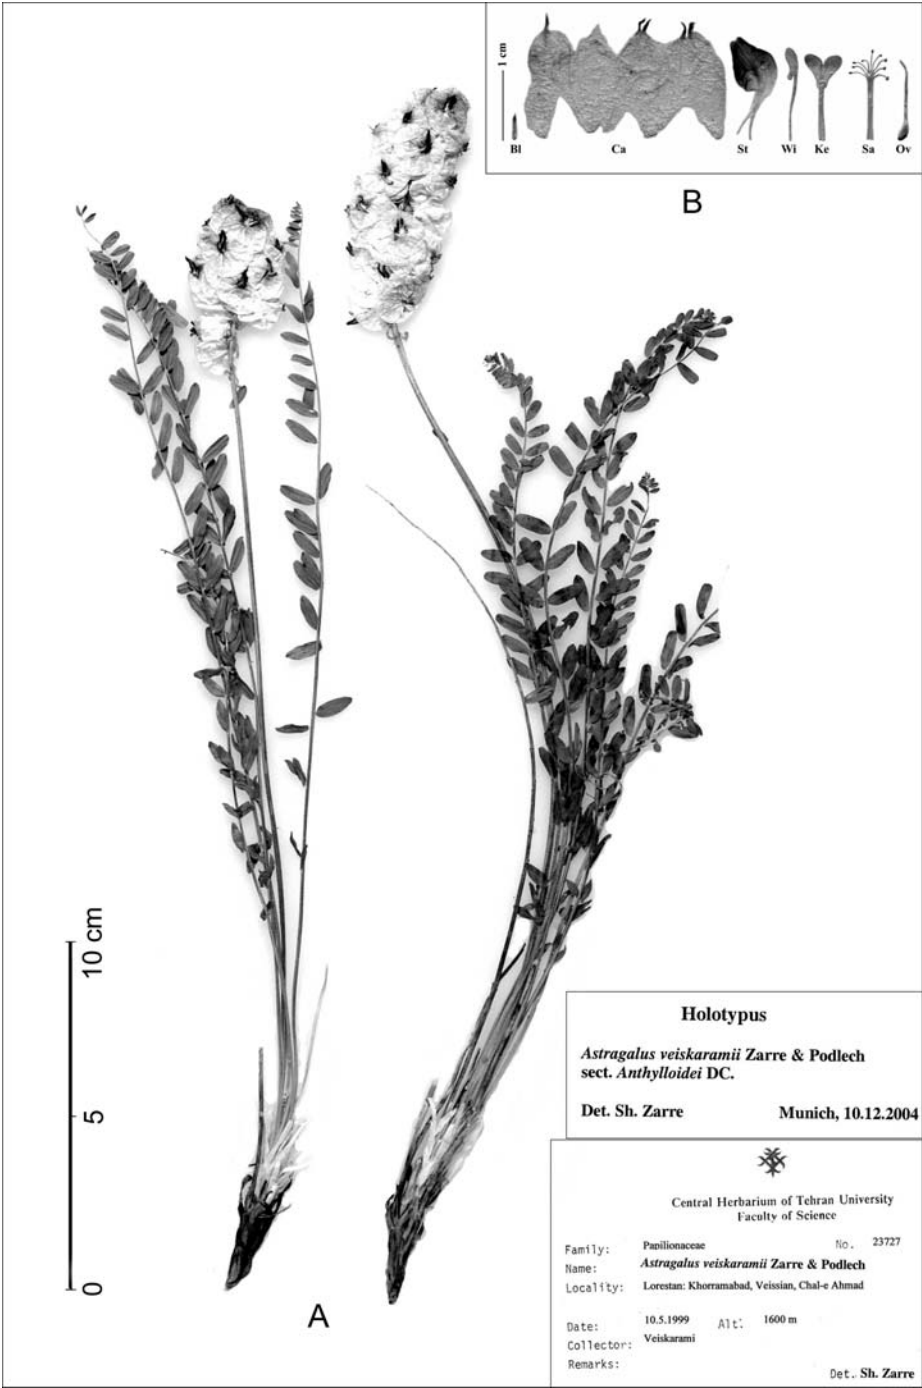 1 cm
Bl Ca St Wi Ke Sa Ov
B
10 cm
5
0
A
Holotypus
Astragalus veiskaramii Zarre & Podlech
sect. Anthylloidei DC.
Det. Sh. Zarre Munich, 10.12.2004
Central Herbarium of Tehran University
Faculty of Science
Family: Papilionaceae No. 23727
Name: Astragalus veiskaramii Zarre & Podlech
Locality: Lorestan: Khorramabad, Veissian, Chal-e Ahmad
Date: 10.5.1999 Alt: 1600 m
Collector: Veiskarami
Remarks:
Det. Sh. Zarre